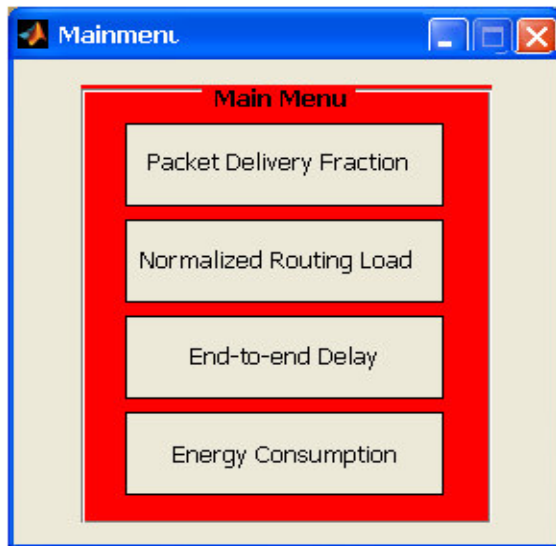 Mainmenu
Main Menu
Packet Delivery Fraction
Normalized Routing Load
End-to-end Delay
Energy Consumption